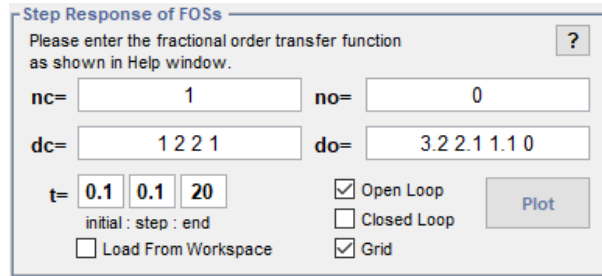 Step Response of FOSs
Please enter the fractional order transfer function
as shown in Help window.
?
nc= 1 no= 0
dc= 1 2 2 1 do= 3.2 2.1 1.1 0
t= 0.1 0.1 20
initial : step : end
Load From Workspace
Open Loop
Closed Loop
Grid
Plot